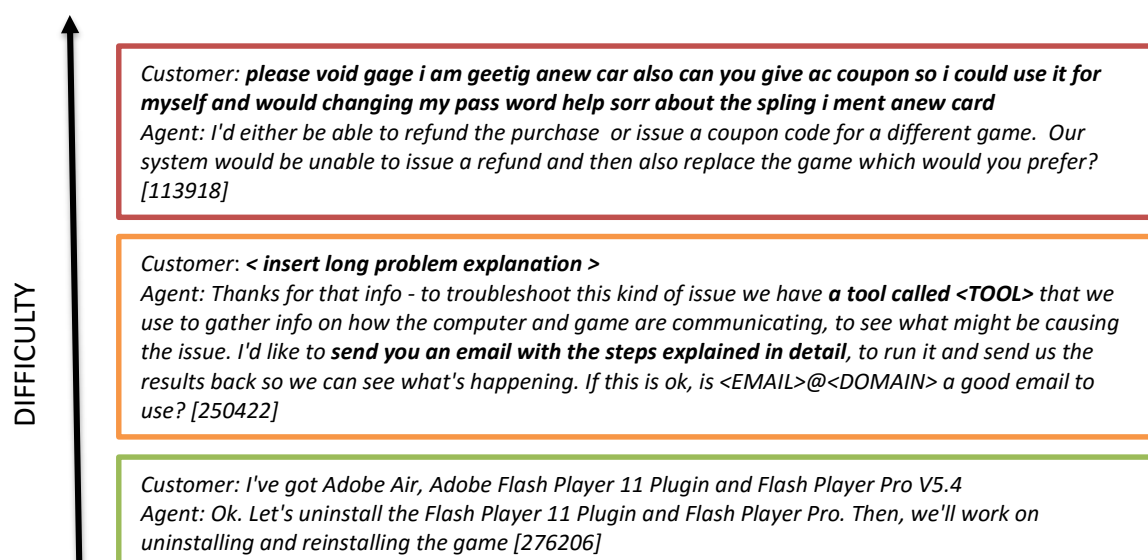 DIFFICULTY
Customer: please void gage i am geetig anew car also can you give ac coupon so i could use it for
myself and would changing my pass word help sorr about the spling i ment anew card
Agent: I'd either be able to refund the purchase  or issue a coupon code for a different game.  Our
system would be unable to issue a refund and then also replace the game which would you prefer?
[113918]
Customer: < insert long problem explanation >
Agent: Thanks for that info - to troubleshoot this kind of issue we have a tool called <TOOL> that we
use to gather info on how the computer and game are communicating, to see what might be causing
the issue. I'd like to send you an email with the steps explained in detail, to run it and send us the
results back so we can see what's happening. If this is ok, is <EMAIL>@<DOMAIN> a good email to
use? [250422]
Customer: I've got Adobe Air, Adobe Flash Player 11 Plugin and Flash Player Pro V5.4
Agent: Ok. Let's uninstall the Flash Player 11 Plugin and Flash Player Pro. Then, we'll work on
uninstalling and reinstalling the game [276206]